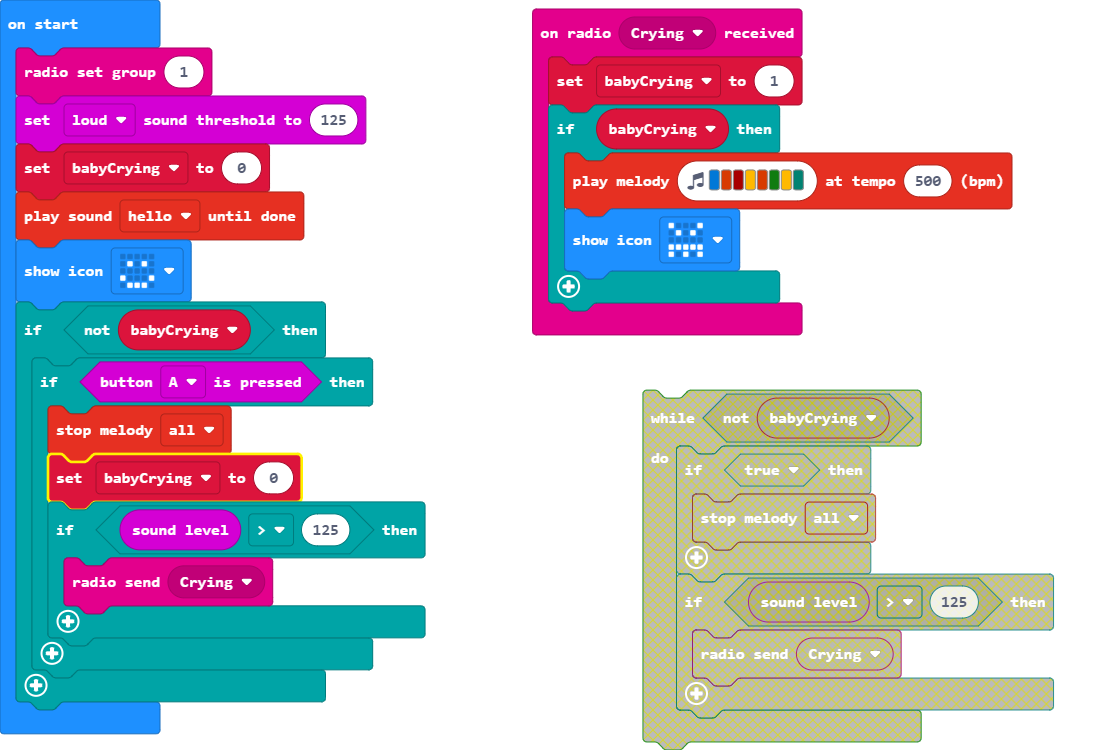 on start
radio set group 1
set loud sound threshold to 125
set babyCrying to 0
play sound hello until done
show icon
if not babyCrying then
if button A is pressed then
stop melody all
set babyCrying to 0
if sound level > 125 then
radio send Crying
on radio Crying received
set babyCrying to 1
if babyCrying then
play melody at tempo 500 (bpm)
show icon
while not babyCrying
do
if true then
stop melody all
if sound level > 125 then
radio send Crying